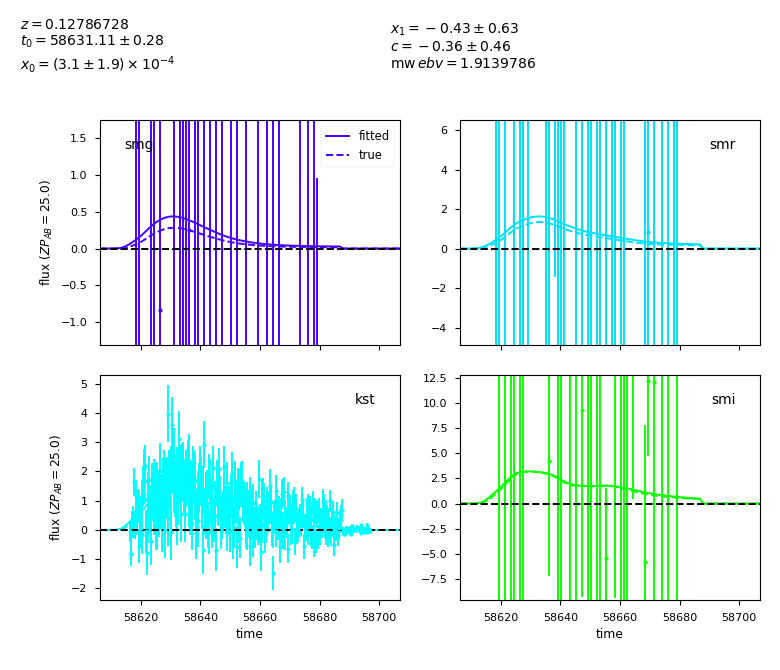 z = 0.12786728
t₀ = 58631.11 ± 0.28
x₀ = (3.1 ± 1.9) × 10⁻⁴
x₁ = −0.43 ± 0.63
c = −0.36 ± 0.46
mw ebv = 1.9139786
smg
fitted
true
flux (ZP_AB = 25.0)
1.5
1.0
0.5
0.0
−0.5
−1.0
smr
6
4
2
0
−2
−4
kst
flux (ZP_AB = 25.0)
5
4
3
2
1
0
−1
−2
58620 58640 58660 58680 58700
time
smi
12.5
10.0
7.5
5.0
2.5
0.0
−2.5
−5.0
−7.5
58620 58640 58660 58680 58700
time